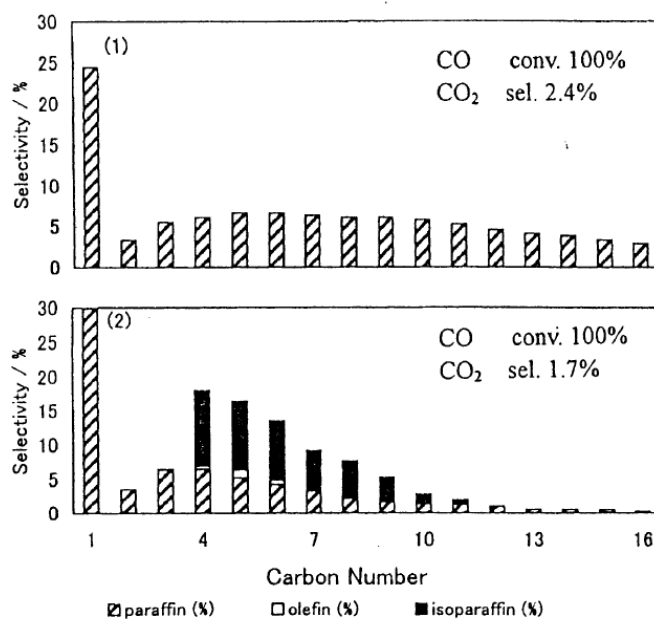 30
(1)
CO conv. 100%
CO₂ sel. 2.4%
25
20
15
10
5
0
Selectivity / %
30
(2)
CO conv. 100%
CO₂ sel. 1.7%
25
20
15
10
5
0
Selectivity / %
1 4 7 10 13 16
Carbon Number
paraffin (%) olefin (%) isoparaffin (%)